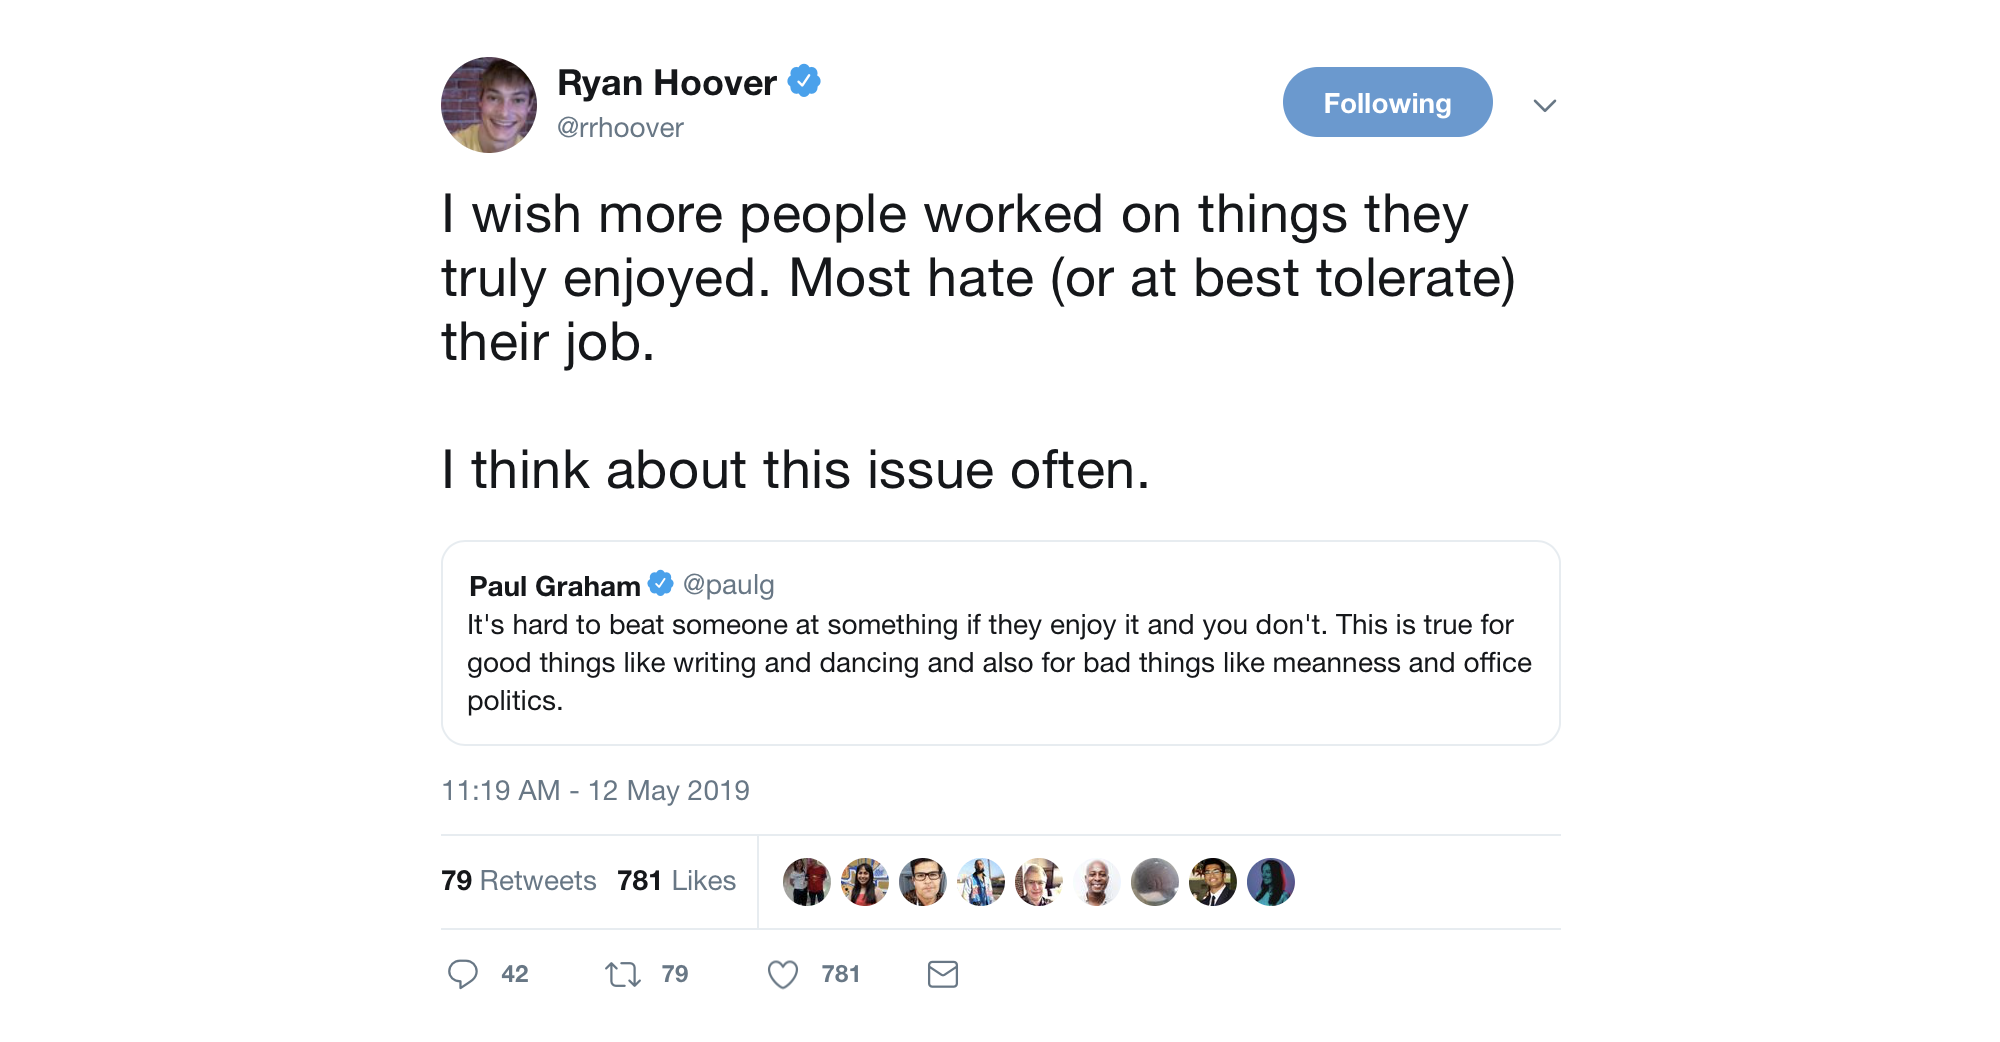 Ryan Hoover
@rrhoover
Following
I wish more people worked on things they
truly enjoyed. Most hate (or at best tolerate)
their job.
I think about this issue often.
Paul Graham @paulg
It's hard to beat someone at something if they enjoy it and you don't. This is true for
good things like writing and dancing and also for bad things like meanness and office
politics.
11:19 AM - 12 May 2019
79 Retweets 781 Likes
42 79 781